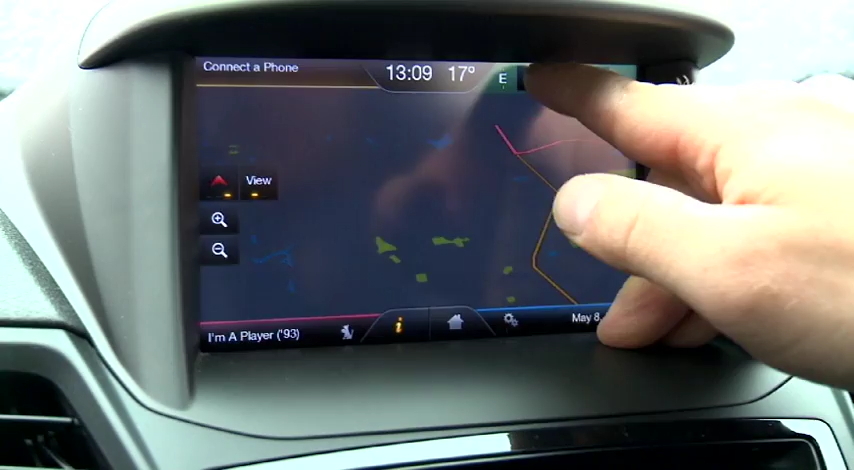 Connect a Phone
13:09 17°
E
View
I'm A Player ('93)
i
May 8,